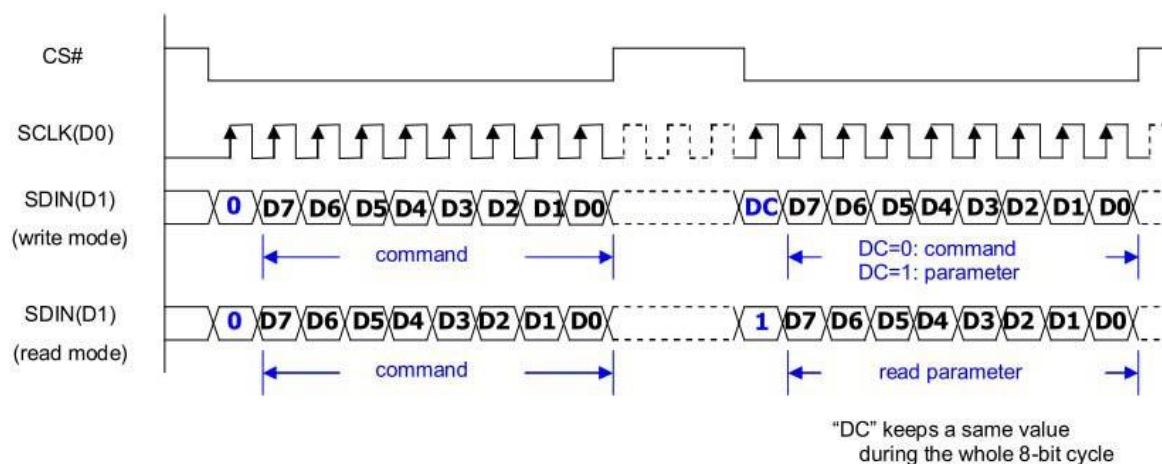 CS#
SCLK(D0)
SDIN(D1) 0 D7 D6 D5 D4 D3 D2 D1 D0 DC D7 D6 D5 D4 D3 D2 D1 D0
(write mode) command DC=0: command
DC=1: parameter
SDIN(D1) 0 D7 D6 D5 D4 D3 D2 D1 D0 1 D7 D6 D5 D4 D3 D2 D1 D0
(read mode) command read parameter
“DC” keeps a same value
during the whole 8-bit cycle